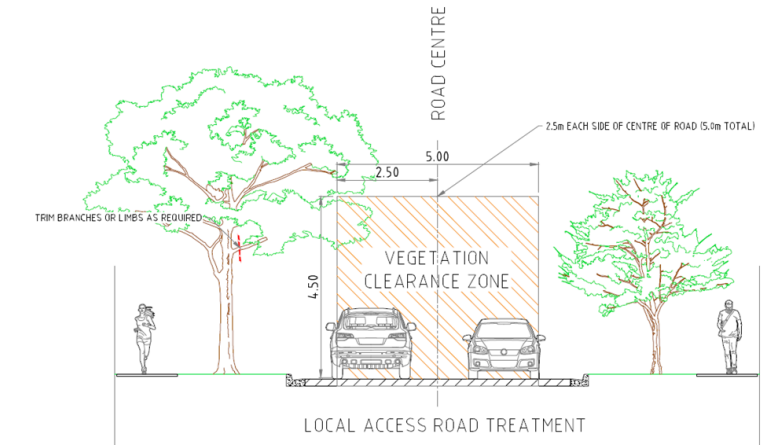 ROAD CENTRE
2.5m EACH SIDE OF CENTRE OF ROAD (5.0m TOTAL)
5.00
2.50
TRIM BRANCHES OR LIMBS AS REQUIRED
VEGETATION
CLEARANCE ZONE
4.50
LOCAL ACCESS ROAD TREATMENT